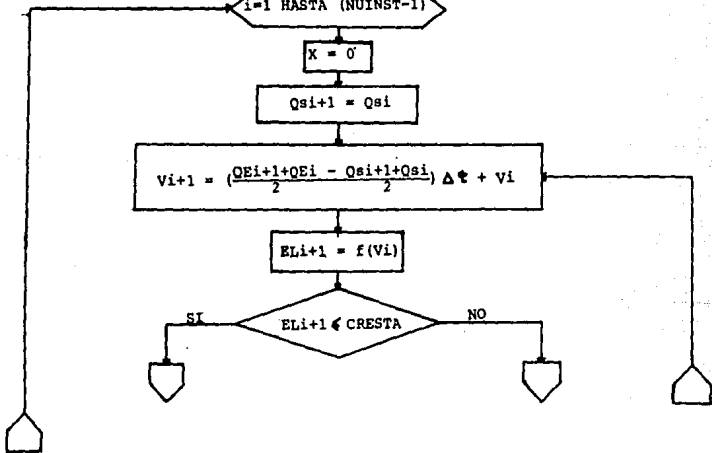 i=1 HASTA (NUINST-1)
K = 0
Qsi+1 = Qsi
Vi+1 = (QEi+1+QEi/2 - Qsi+1+Qsi/2) Δt + Vi
ELi+1 = f(Vi)
SI
ELi+1 ≤ CRESTA
NO